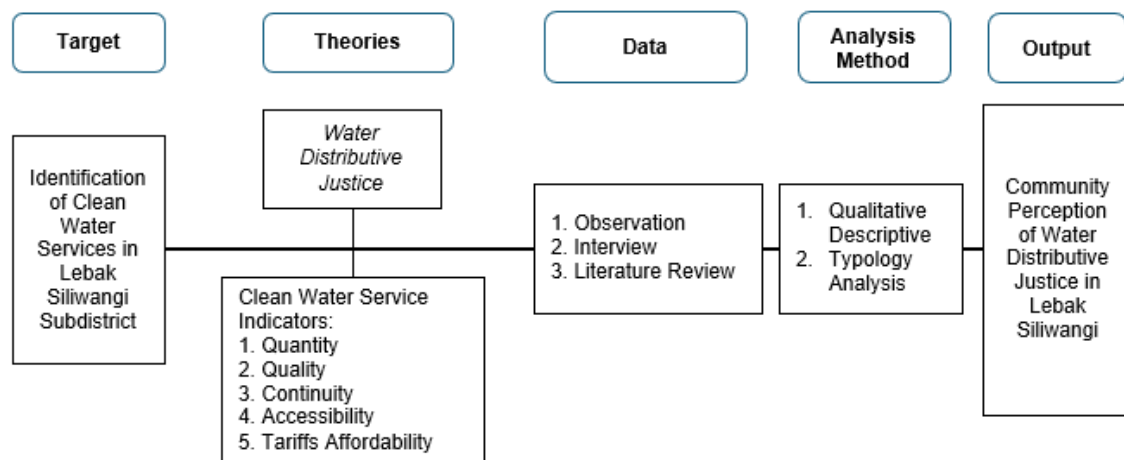 Target
Theories
Data
Analysis
Method
Output
Identification
of Clean
Water
Services in
Lebak
Siliwangi
Subdistrict
Water
Distributive
Justice
Clean Water Service
Indicators:
1. Quantity
2. Quality
3. Continuity
4. Accessibility
5. Tariffs Affordability
1. Observation
2. Interview
3. Literature Review
1. Qualitative
Descriptive
2. Typology
Analysis
Community
Perception
of Water
Distributive
Justice in
Lebak
Siliwangi